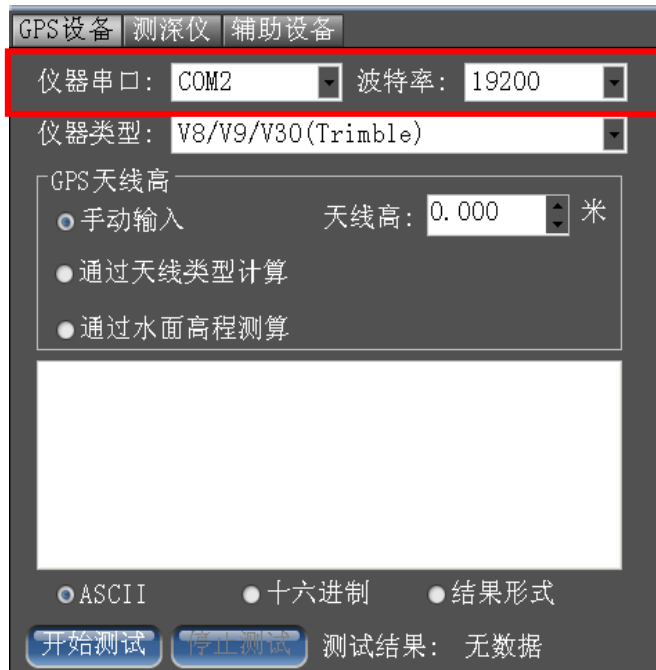 GPS设备 测深仪 辅助设备
仪器串口: COM2 波特率: 19200
仪器类型: V8/V9/V30(Trimble)
GPS天线高
手动输入 天线高: 0.000 米
通过天线类型计算
通过水面高程测算
ASCII 十六进制 结果形式
开始测试 停止测试 测试结果: 无数据